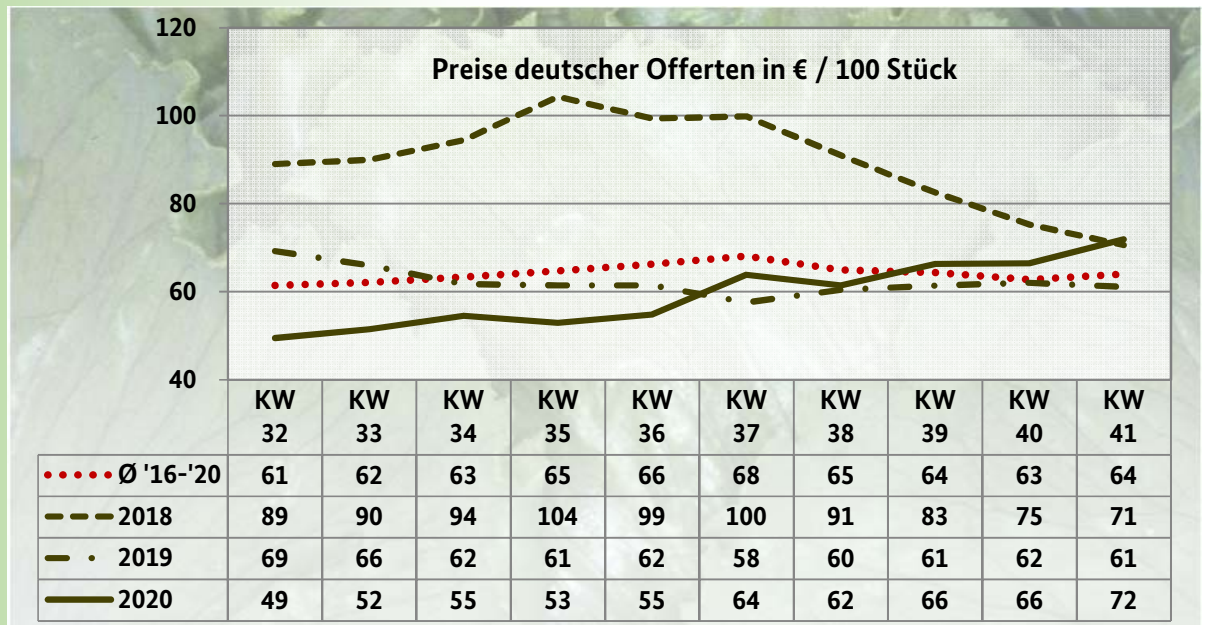 Preise deutscher Offerten in € / 100 Stück
120
100
80
60
40
KW 32 KW 33 KW 34 KW 35 KW 36 KW 37 KW 38 KW 39 KW 40 KW 41
Ø '16-'20 61 62 63 65 66 68 65 64 63 64
2018 89 90 94 104 99 100 91 83 75 71
2019 69 66 62 61 62 58 60 61 62 61
2020 49 52 55 53 55 64 62 66 66 72